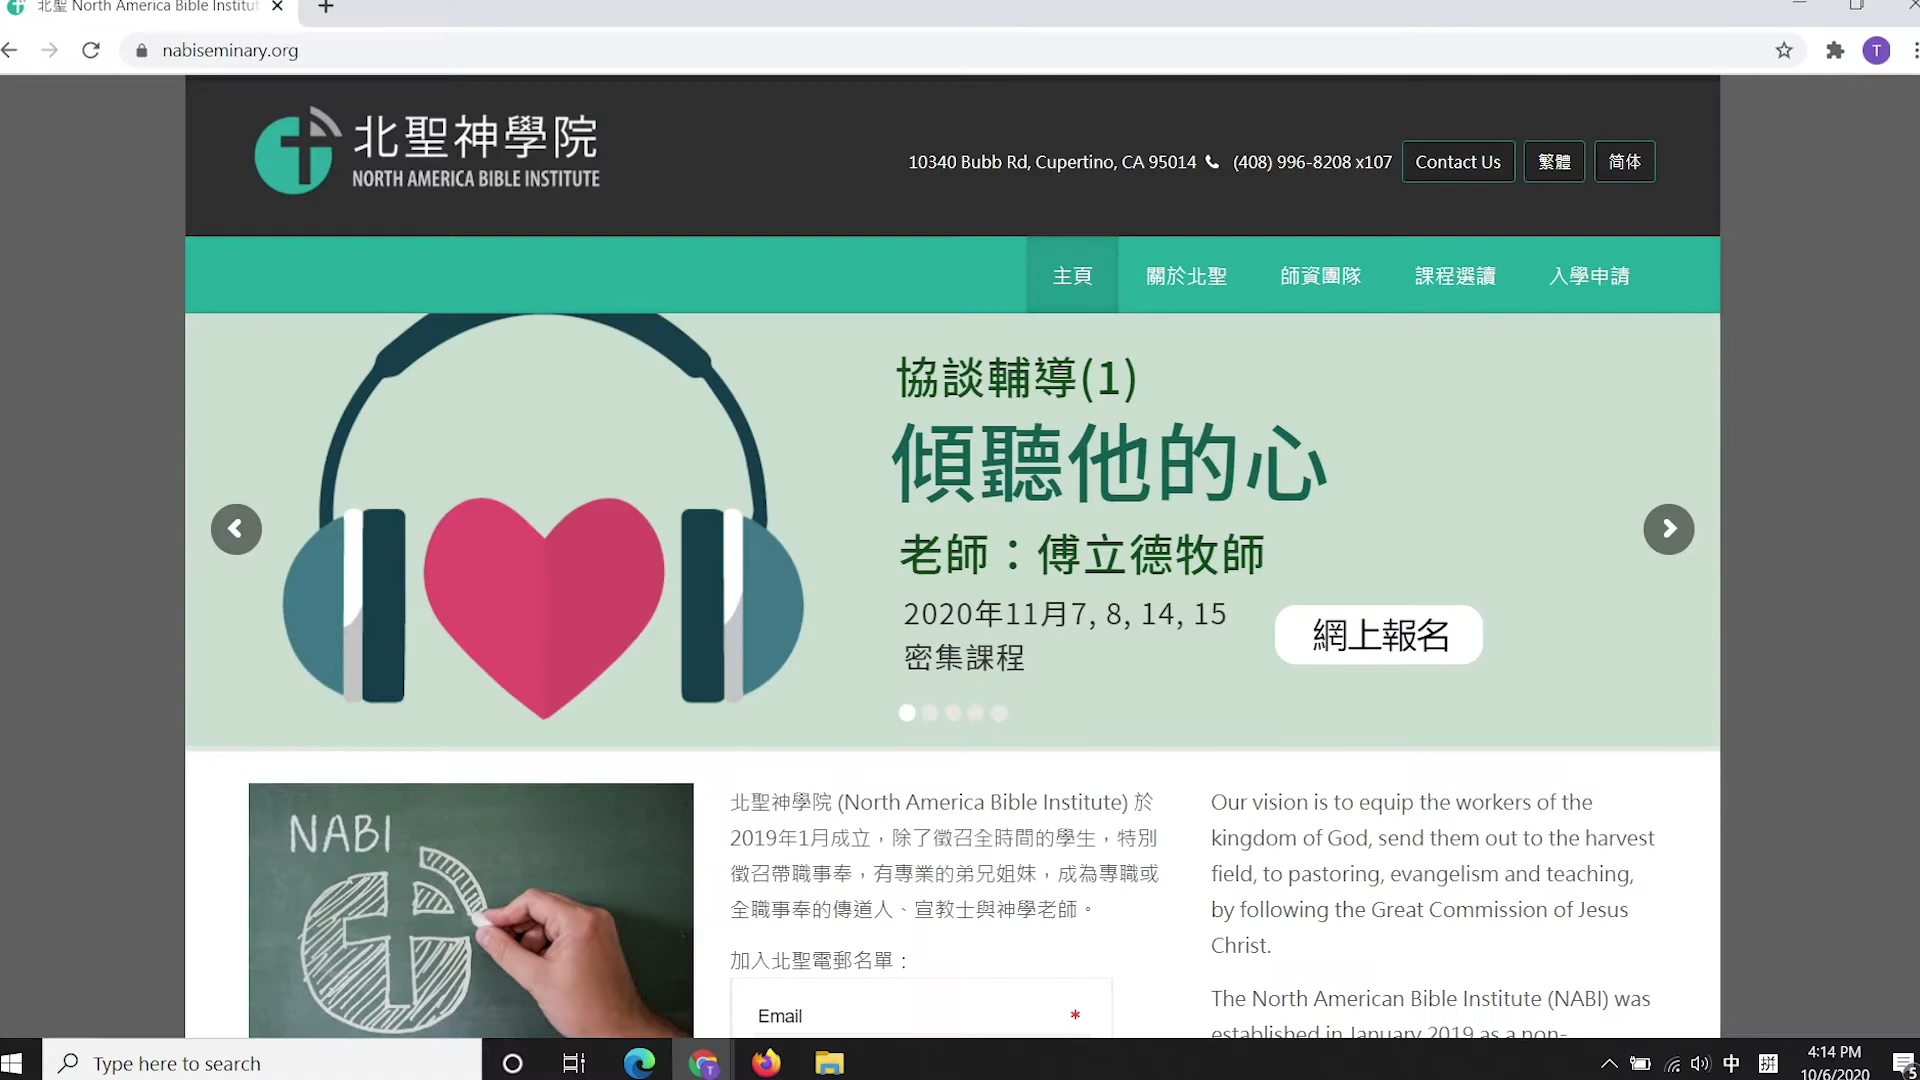 北聖 North America Bible Institut
nabiseminary.org
T
北聖神學院
NORTH AMERICA BIBLE INSTITUTE
10340 Bubb Rd, Cupertino, CA 95014 (408) 996-8208 x107 Contact Us 繁體 简体
主頁 關於北聖 師資團隊 課程選讀 入學申請
協談輔導(1)
傾聽他的心
老師：傅立德牧師
2020年11月7, 8, 14, 15
密集課程
網上報名
NABI
北聖神學院 (North America Bible Institute) 於
2019年1月成立，除了徵召全時間的學生，特別
徵召帶職事奉，有專業的弟兄姐妹，成為專職或
全職事奉的傳道人、宣教士與神學老師。
加入北聖電郵名單：
Email *
Our vision is to equip the workers of the
kingdom of God, send them out to the harvest
field, to pastoring, evangelism and teaching,
by following the Great Commission of Jesus
Christ.
The North American Bible Institute (NABI) was
established in January 2019 as a non-
Type here to search
T
中 拼
4:14 PM
10/6/2020
5